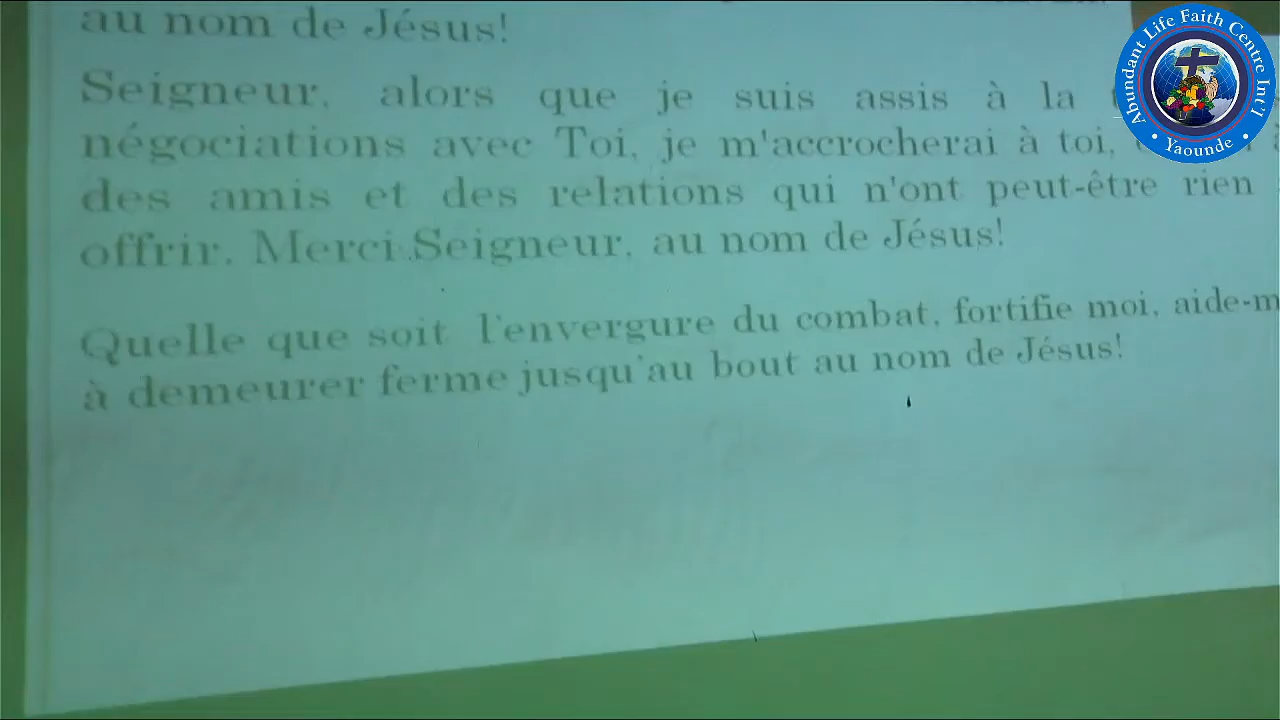 au nom de Jésus!
Seigneur, alors que je suis assis à la
négociations avec Toi, je m'accrocherai à toi,
des amis et des relations qui n'ont peut-être rien
offrir. Merci Seigneur, au nom de Jésus!
Quelle que soit l'envergure du combat, fortifie moi, aide-m
à demeurer ferme jusqu'au bout au nom de Jésus!
Abundant Life Faith Centre Int'l
• Yaounde •